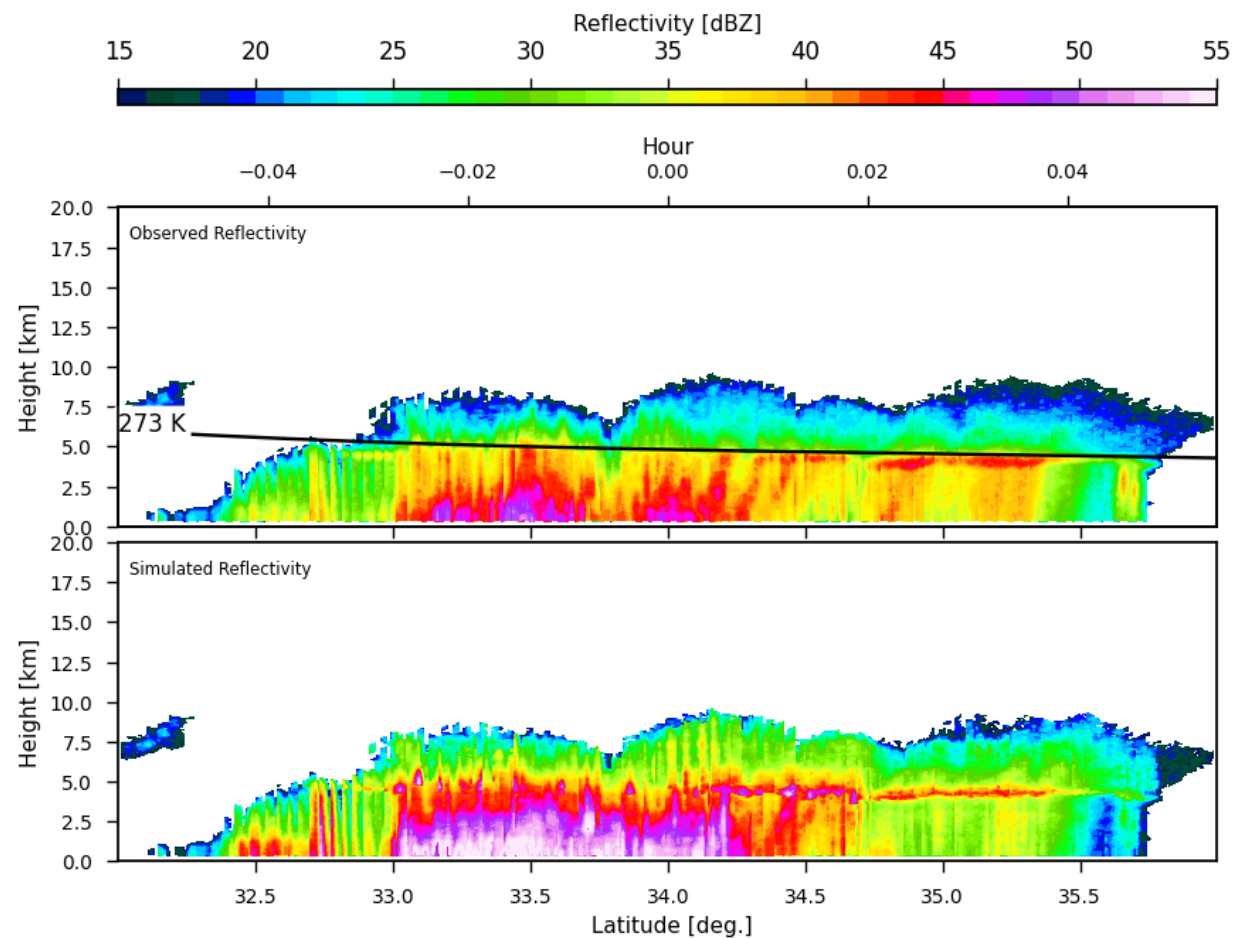 Reflectivity [dBZ]
15 20 25 30 35 40 45 50 55
Hour
−0.04 −0.02 0.00 0.02 0.04
20.0
Observed Reflectivity
17.5
15.0
12.5
Height [km]
10.0
7.5
273 K
5.0
2.5
0.0
20.0
Simulated Reflectivity
17.5
15.0
12.5
Height [km]
10.0
7.5
5.0
2.5
0.0
32.5 33.0 33.5 34.0 34.5 35.0 35.5
Latitude [deg.]